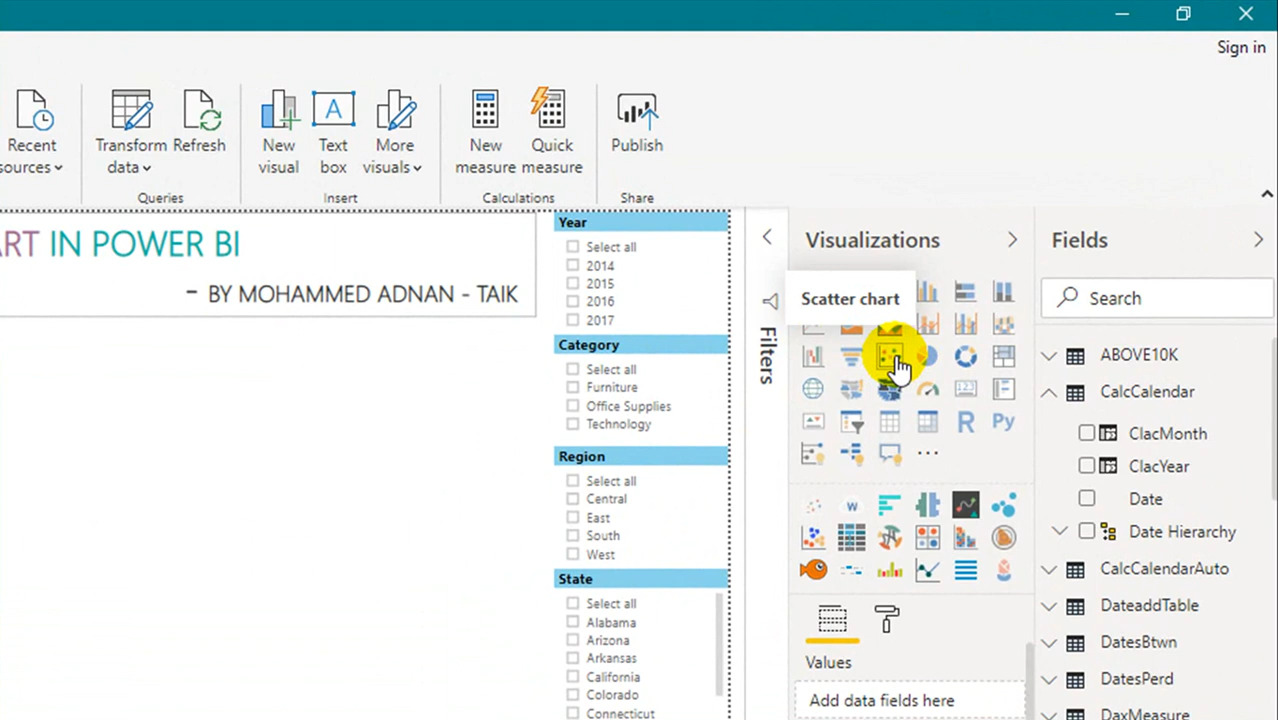 Sign in
Recent
sources
Transform
data
Refresh
New
visual
Text
box
More
visuals
New
measure
Quick
measure
Publish
Queries
Insert
Calculations
Share
ART IN POWER BI
- BY MOHAMMED ADNAN - TAIK
Year
Select all
2014
2015
2016
2017
Category
Select all
Furniture
Office Supplies
Technology
Region
Select all
Central
East
South
West
State
Select all
Alabama
Arizona
Arkansas
California
Colorado
Connecticut
Filters
Visualizations
Scatter chart
R
Py
W
123
Values
Add data fields here
Fields
Search
ABOVE10K
CalcCalendar
ClacMonth
ClacYear
Date
Date Hierarchy
CalcCalendarAuto
DateaddTable
DatesBtwn
DatesPerd
DaxMeasure